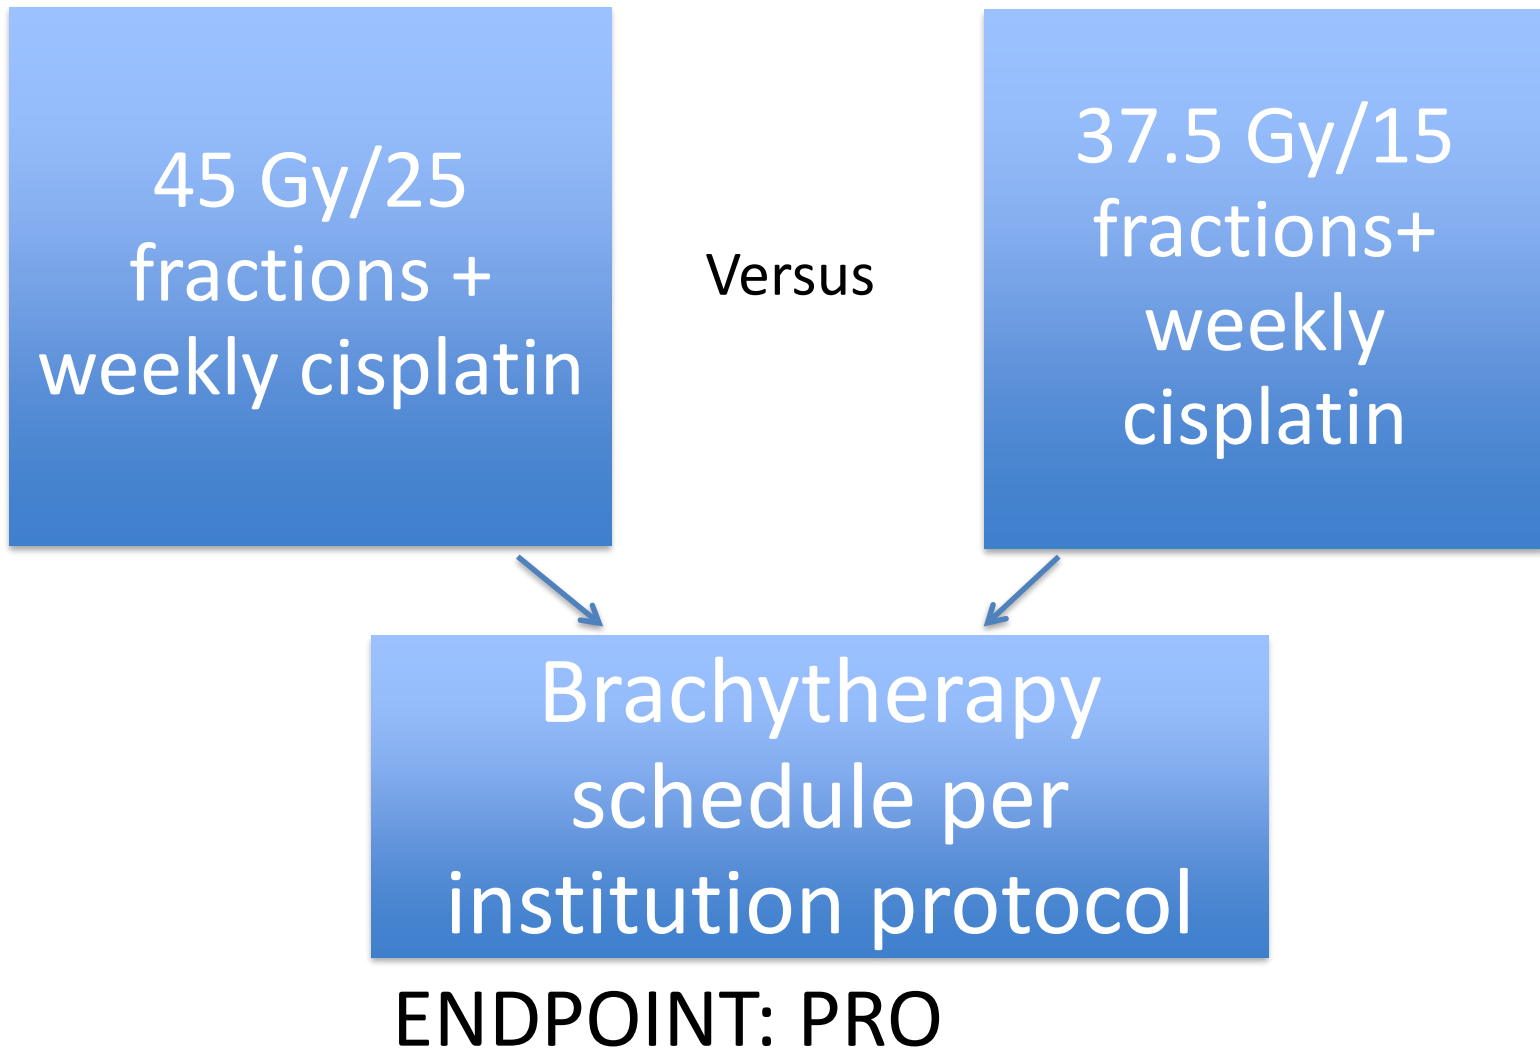 45 Gy/25
fractions +
weekly cisplatin
Versus
37.5 Gy/15
fractions+
weekly
cisplatin
Brachytherapy
schedule per
institution protocol
ENDPOINT: PRO